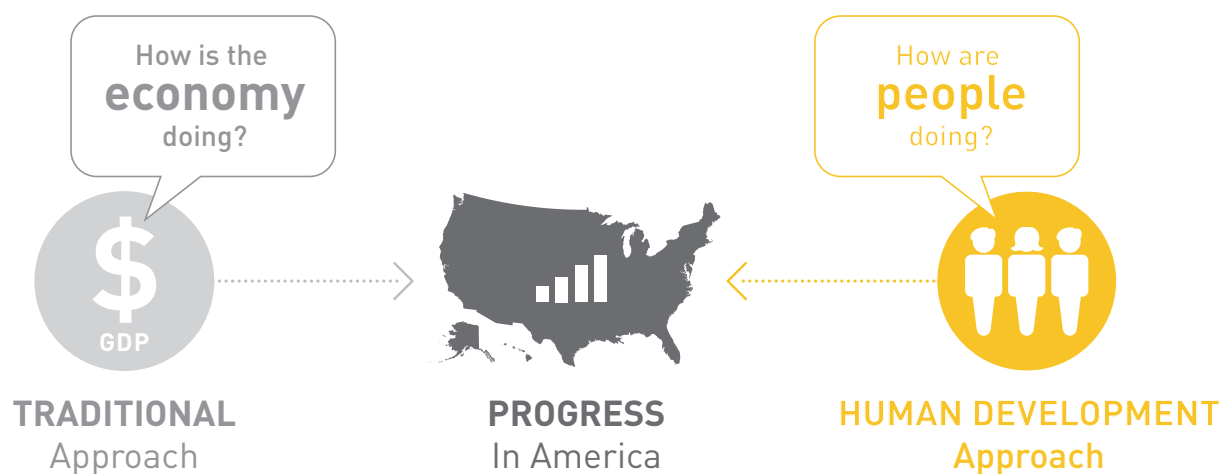 How is the
economy
doing?
$
GDP
TRADITIONAL
Approach
PROGRESS
In America
How are
people
doing?
HUMAN DEVELOPMENT
Approach